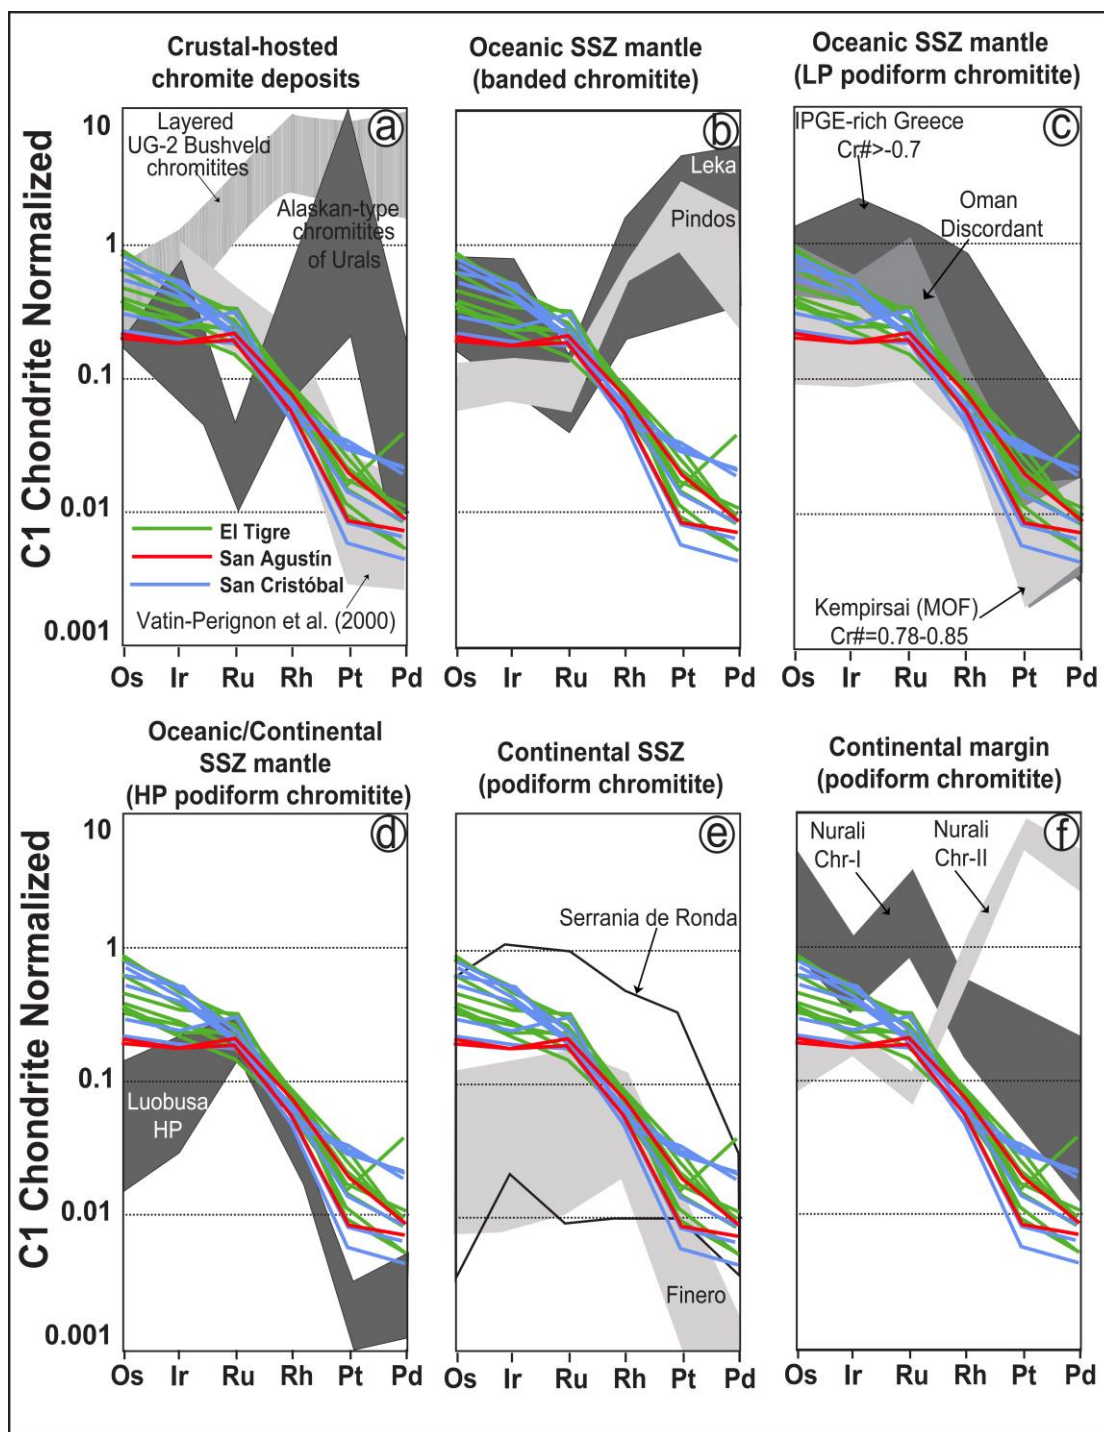 Crustal-hosted
chromite deposits
Oceanic SSZ mantle
(banded chromitite)
Oceanic SSZ mantle
(LP podiform chromitite)
C1 Chondrite Normalized
10
1
0.1
0.01
0.001
a
Layered
UG-2 Bushveld
chromitites
Alaskan-type
chromitites
of Urals
El Tigre
San Agustín
San Cristóbal
Vatin-Perignon et al. (2000)
Os Ir Ru Rh Pt Pd
b
Leka
Pindos
Os Ir Ru Rh Pt Pd
c
IPGE-rich Greece
Cr#>-0.7
Oman
Discordant
Kempirsai (MOF)
Cr#=0.78-0.85
Os Ir Ru Rh Pt Pd
Oceanic/Continental
SSZ mantle
(HP podiform chromitite)
Continental SSZ
(podiform chromitite)
Continental margin
(podiform chromitite)
C1 Chondrite Normalized
10
1
0.1
0.01
0.001
d
Luobusa
HP
Os Ir Ru Rh Pt Pd
e
Serrania de Ronda
Finero
Os Ir Ru Rh Pt Pd
f
Nurali
Chr-I
Nurali
Chr-II
Os Ir Ru Rh Pt Pd